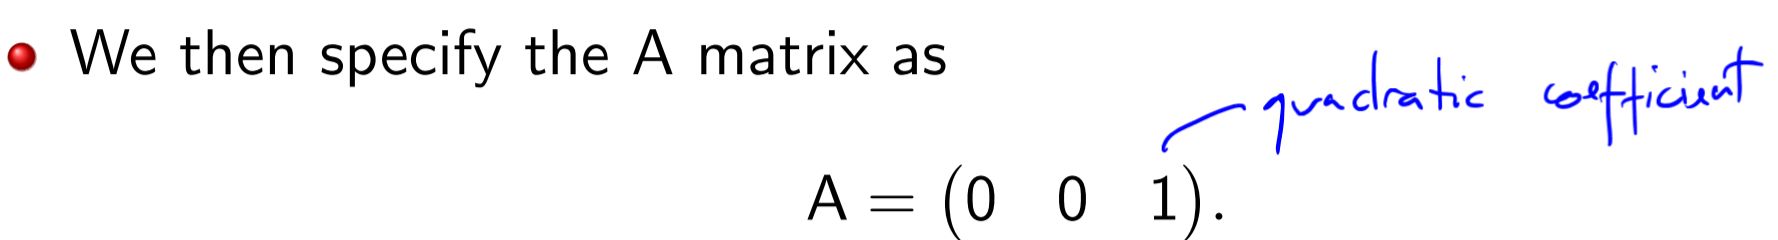 • We then specify the A matrix as
quadratic coefficient
A = (0 0 1).